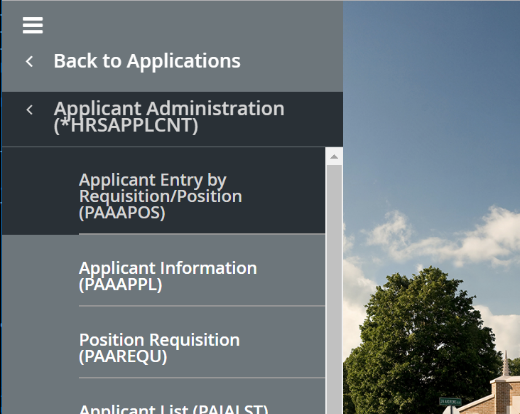 Back to Applications
Applicant Administration
(*HRSAPPLCNT)
Applicant Entry by
Requisition/Position
(PAAAPOS)
Applicant Information
(PAAAPPL)
Position Requisition
(PAAREQU)
Applicant List (PAIALST)